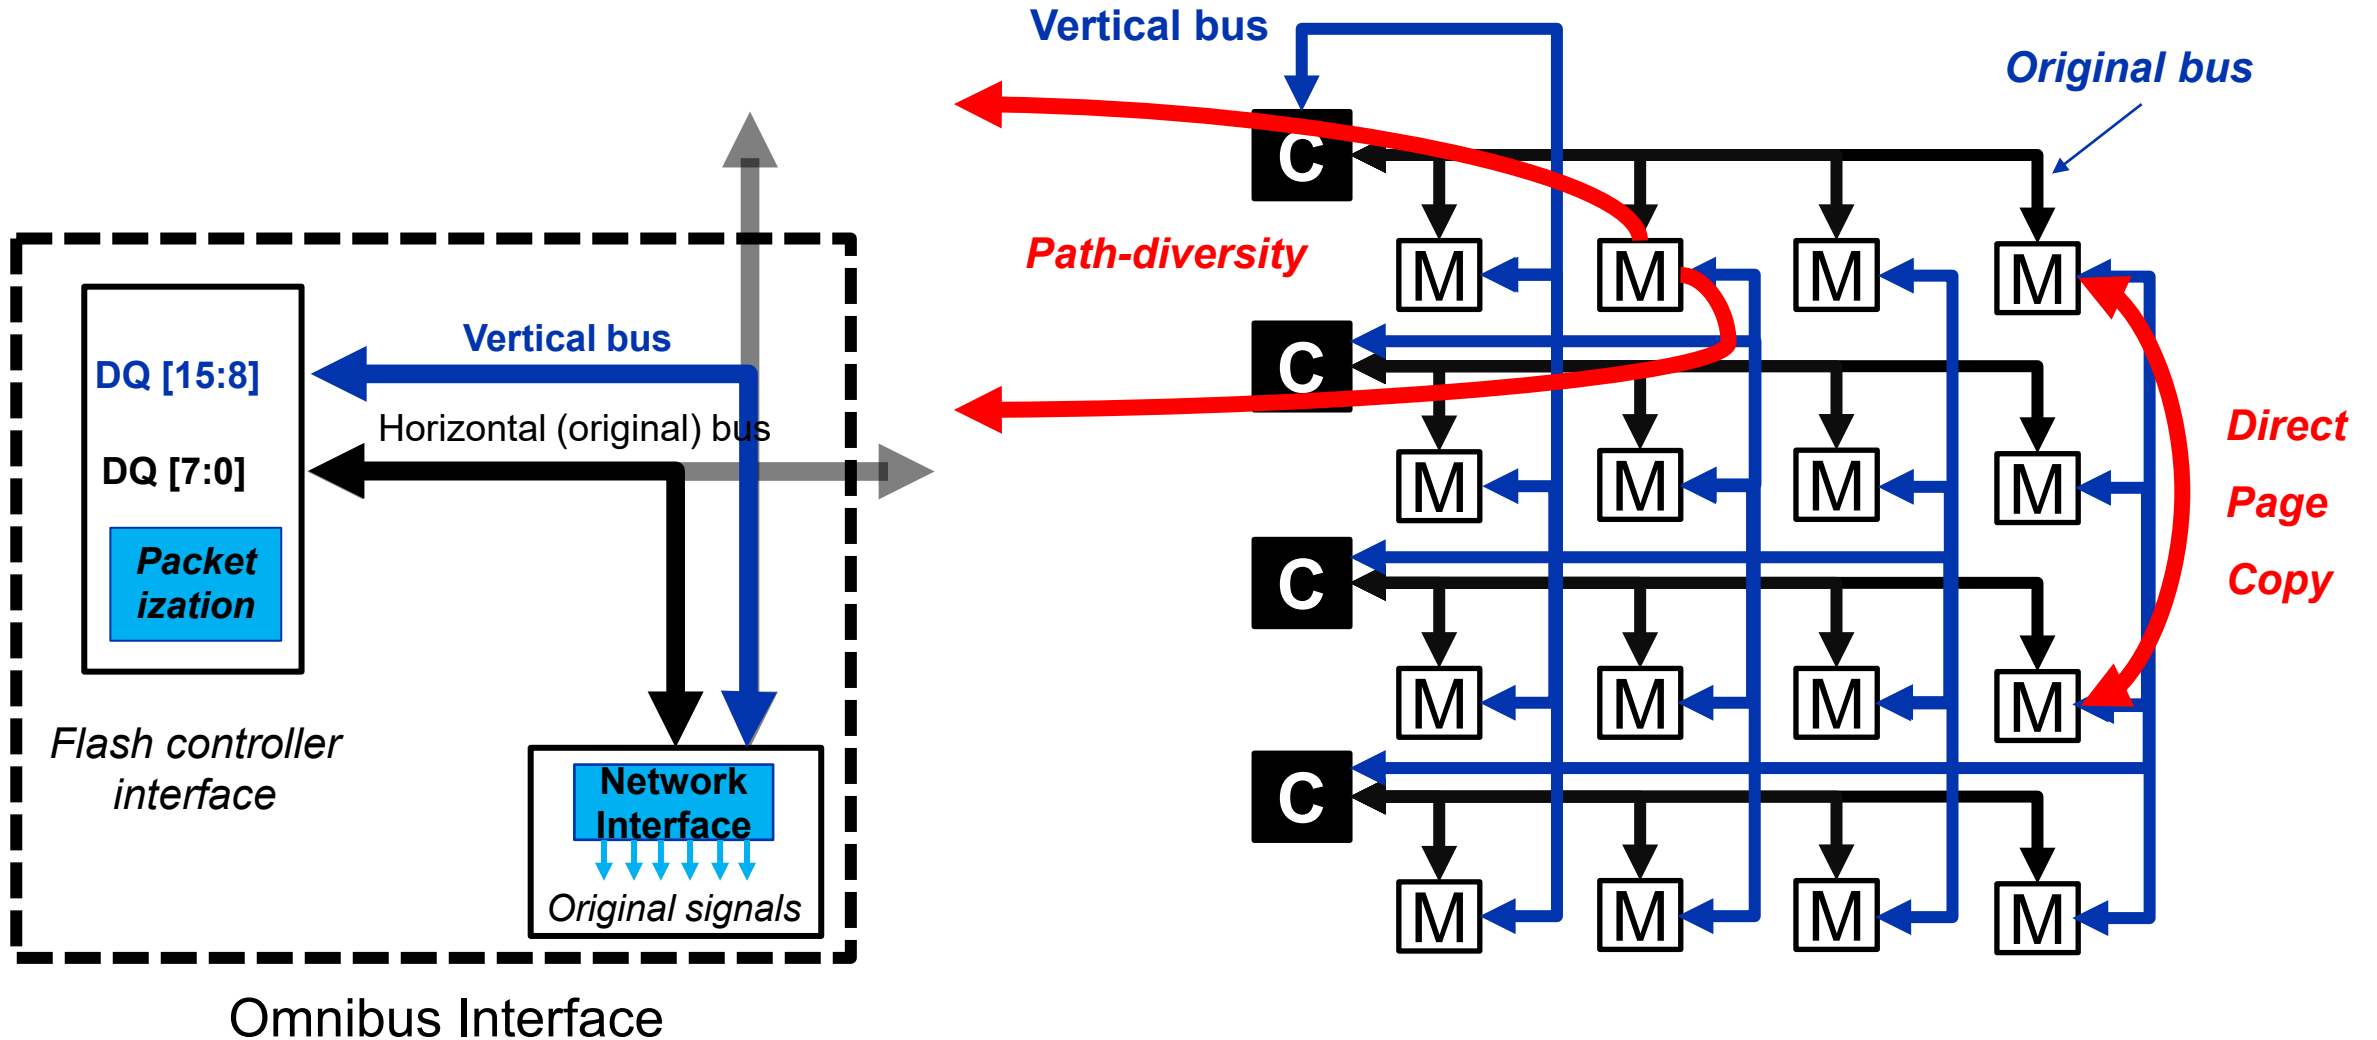 Vertical bus
Original bus
C
Path-diversity
M M M M
Vertical bus
DQ [15:8]
C
Horizontal (original) bus
Direct
DQ [7:0]
M M M M
Page
Packet
ization
C
Copy
M M M M
Flash controller
interface
Network
Interface
C
Original signals
M M M M
Omnibus Interface